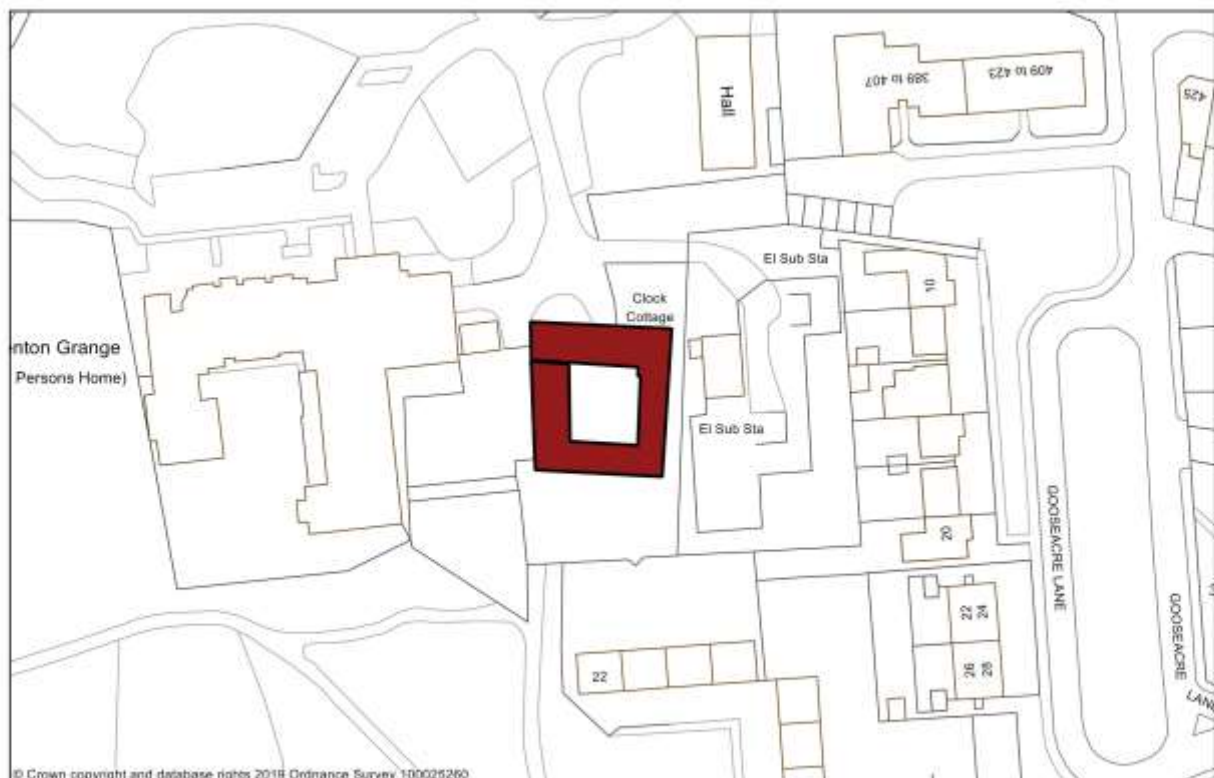 389 to 407
409 to 423
425
Hall
El Sub Sta
10
Clock
Cottage
nton Grange
Persons Home)
El Sub Sta
GOOSEACRE LANE
20
22
24
26
28
GOOSEACRE
LANE
22
© Crown copyright and database rights 2019 Ordnance Survey 100025260